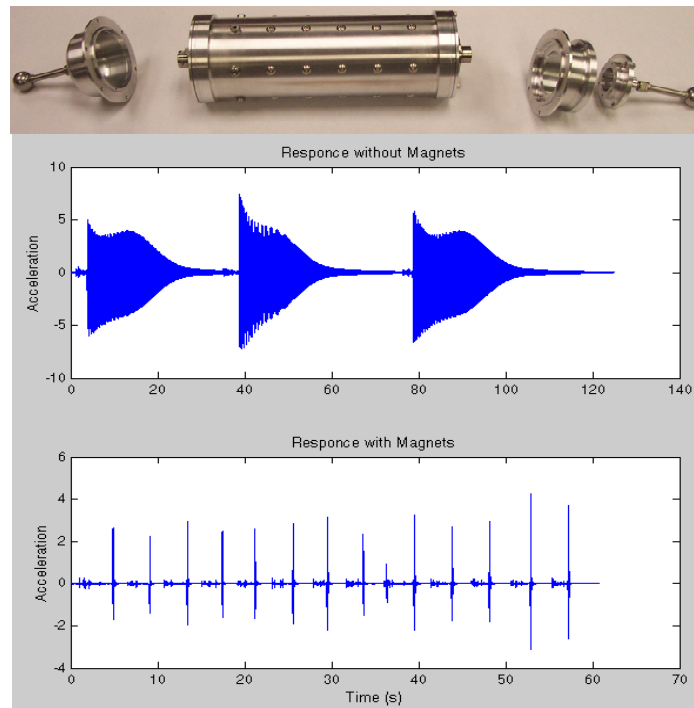 Responce without Magnets
10
5
0
-5
-10
Acceleration
0 20 40 60 80 100 120 140
Responce with Magnets
6
4
2
0
-2
-4
Acceleration
0 10 20 30 40 50 60 70
Time (s)